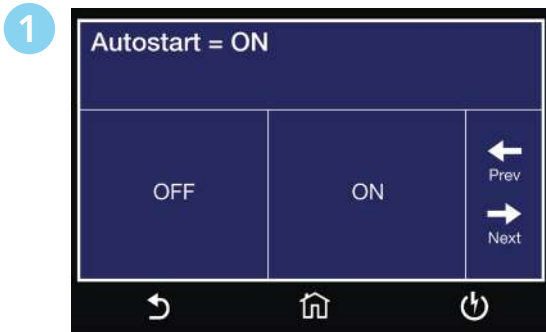 1
Autostart = ON
OFF
ON
Prev
Next